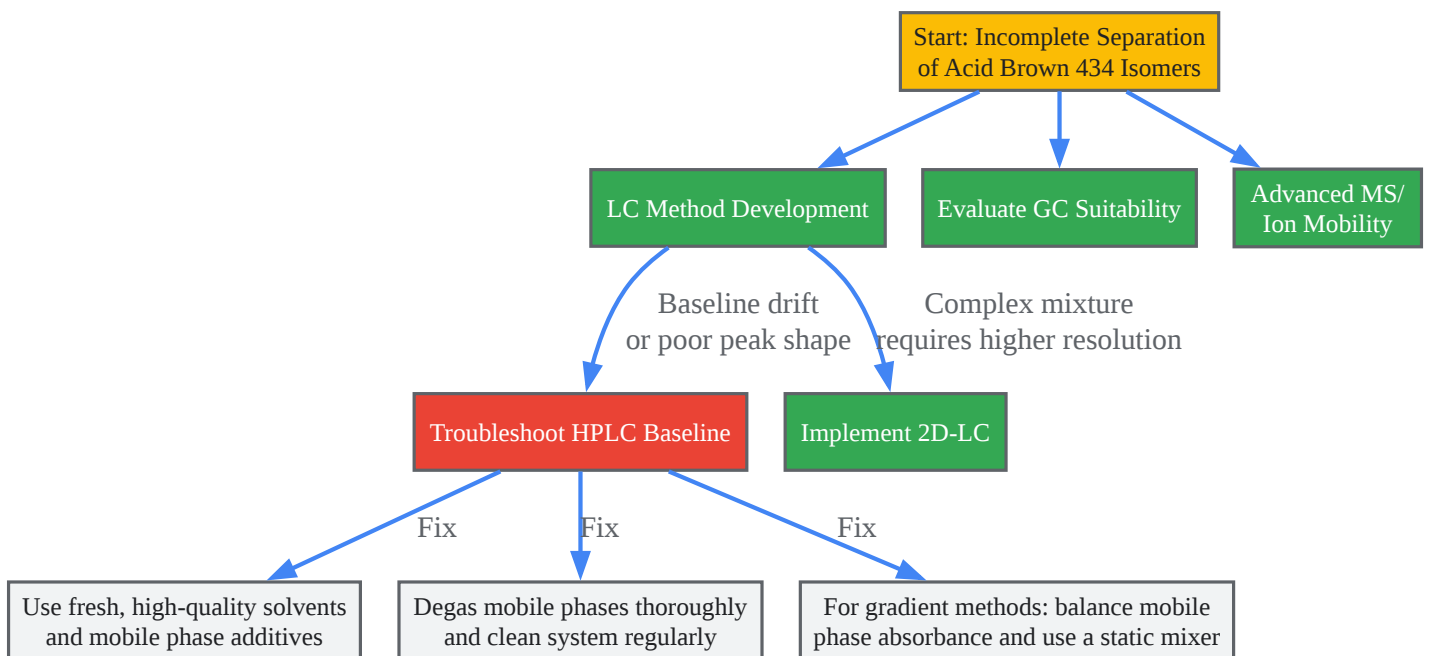 Start: Incomplete Separation
of Acid Brown 434 Isomers
LC Method Development
Evaluate GC Suitability
Advanced MS/
Ion Mobility
Baseline drift
or poor peak shape
Complex mixture
requires higher resolution
Troubleshoot HPLC Baseline
Implement 2D-LC
Fix
Fix
Fix
Use fresh, high-quality solvents
and mobile phase additives
Degas mobile phases thoroughly
and clean system regularly
For gradient methods: balance mobile
phase absorbance and use a static mixer